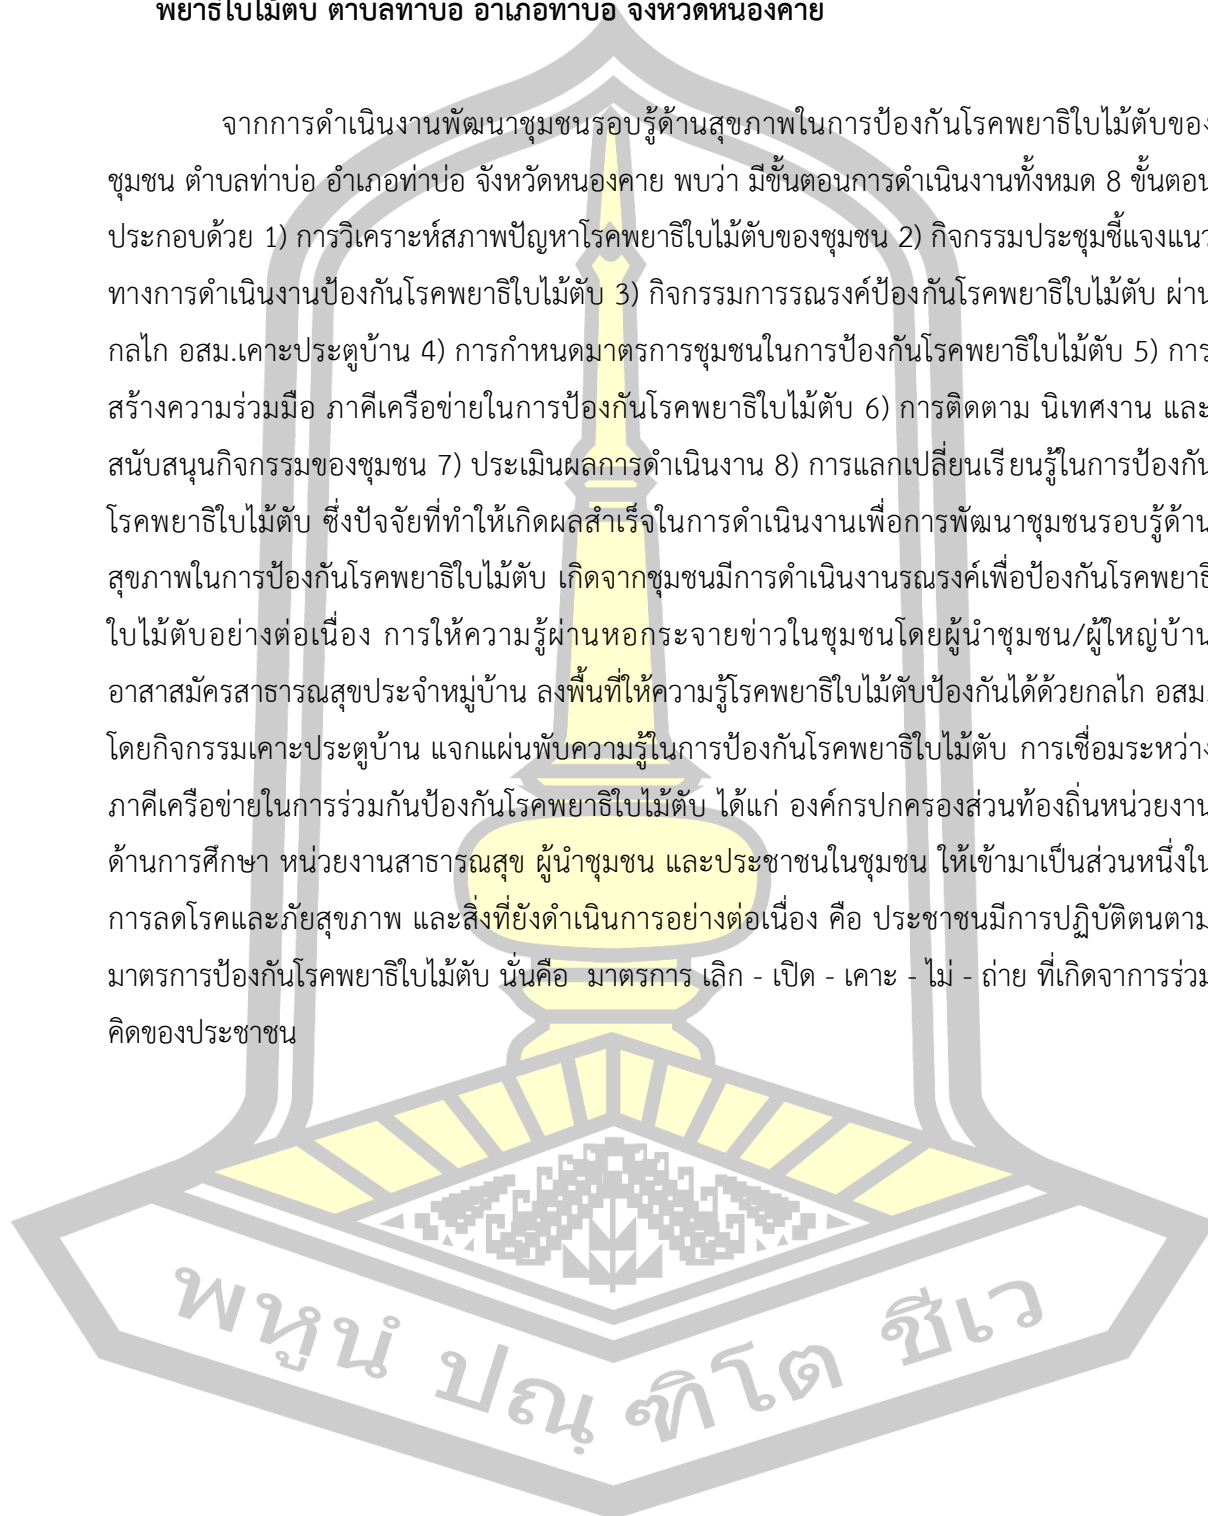 พยาธิใบไม้ตับ ตำบลท่าบ่อ อำเภอท่าบ่อ จังหวัดหนองคาย
จากการดำเนินงานพัฒนาชุมชนรอบรู้ด้านสุขภาพในการป้องกันโรคพยาธิใบไม้ตับของ
ชุมชน ตำบลท่าบ่อ อำเภอท่าบ่อ จังหวัดหนองคาย พบว่า มีขั้นตอนการดำเนินงานทั้งหมด 8 ขั้นตอน
ประกอบด้วย 1) การวิเคราะห์สภาพปัญหาโรคพยาธิใบไม้ตับของชุมชน 2) กิจกรรมประชุมชี้แจงแนว
ทางการดำเนินงานป้องกันโรคพยาธิใบไม้ตับ 3) กิจกรรมการรณรงค์ป้องกันโรคพยาธิใบไม้ตับ ผ่าน
กลไก อสม.เคาะประตูบ้าน 4) การกำหนดมาตรการชุมชนในการป้องกันโรคพยาธิใบไม้ตับ 5) การ
สร้างความร่วมมือ ภาคีเครือข่ายในการป้องกันโรคพยาธิใบไม้ตับ 6) การติดตาม นิเทศงาน และ
สนับสนุนกิจกรรมของชุมชน 7) ประเมินผลการดำเนินงาน 8) การแลกเปลี่ยนเรียนรู้ในการป้องกัน
โรคพยาธิใบไม้ตับ ซึ่งปัจจัยที่ทำให้เกิดผลสำเร็จในการดำเนินงานเพื่อการพัฒนาชุมชนรอบรู้ด้าน
สุขภาพในการป้องกันโรคพยาธิใบไม้ตับ เกิดจากชุมชนมีการดำเนินงานรณรงค์เพื่อป้องกันโรคพยาธิ
ใบไม้ตับอย่างต่อเนื่อง การให้ความรู้ผ่านหอกระจายข่าวในชุมชนโดยผู้นำชุมชน/ผู้ใหญ่บ้าน
อาสาสมัครสาธารณสุขประจำหมู่บ้าน ลงพื้นที่ให้ความรู้โรคพยาธิใบไม้ตับป้องกันได้ด้วยกลไก อสม.
โดยกิจกรรมเคาะประตูบ้าน แจกแผ่นพับความรู้ในการป้องกันโรคพยาธิใบไม้ตับ การเชื่อมระหว่าง
ภาคีเครือข่ายในการร่วมกันป้องกันโรคพยาธิใบไม้ตับ ได้แก่ องค์กรปกครองส่วนท้องถิ่นหน่วยงาน
ด้านการศึกษา หน่วยงานสาธารณสุข ผู้นำชุมชน และประชาชนในชุมชน ให้เข้ามาเป็นส่วนหนึ่งใน
การลดโรคและภัยสุขภาพ และสิ่งที่ยังดำเนินการอย่างต่อเนื่อง คือ ประชาชนมีการปฏิบัติตนตาม
มาตรการป้องกันโรคพยาธิใบไม้ตับ นั่นคือ มาตรการ เลิก - เปิด - เคาะ - ไม่ - ถ่าย ที่เกิดจาการร่วม
คิดของประชาชน
พหูนํ ปณฺฑิโต ชีเว